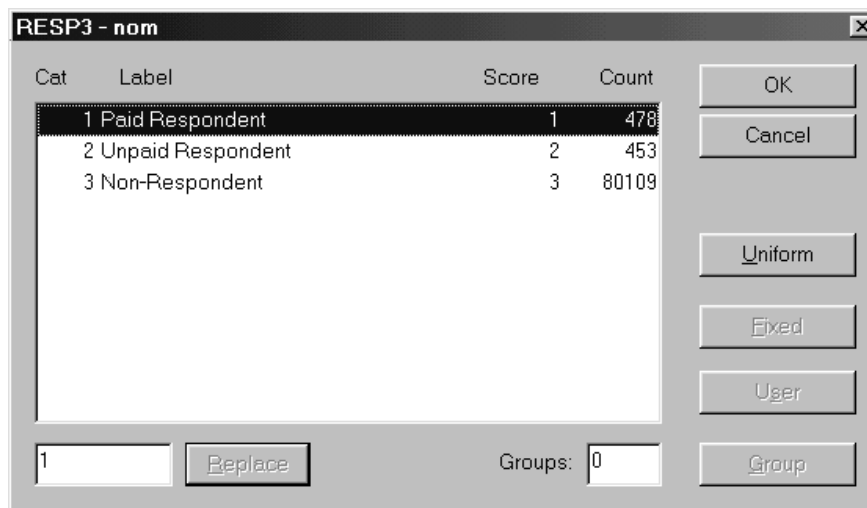 RESP3 - nom
Cat Label Score Count
1 Paid Respondent 1 478
2 Unpaid Respondent 2 453
3 Non-Respondent 3 80109
OK
Cancel
Uniform
Fixed
User
1 Replace Groups: 0 Group